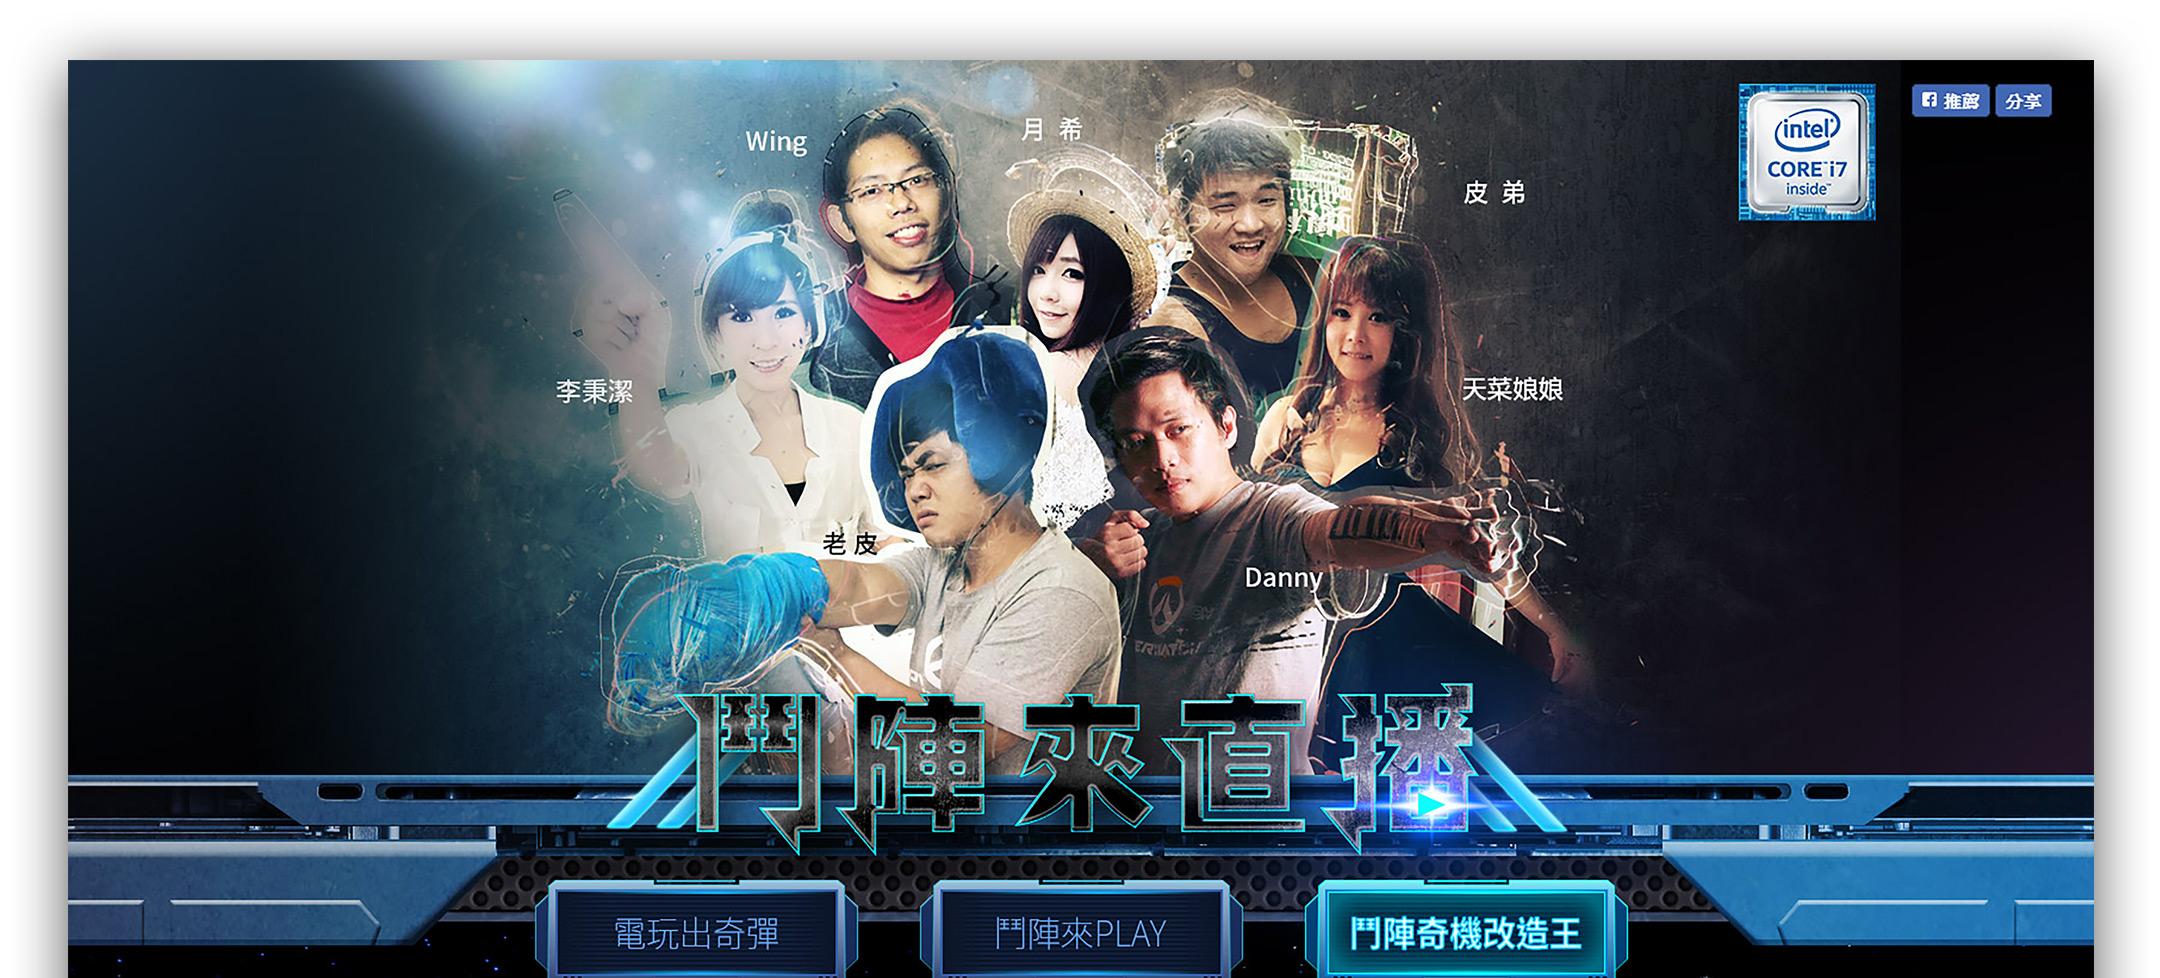 Wing
月希
皮弟
intel
CORE i7
inside™
推薦
分享
李秉潔
天菜娘娘
老皮
Danny
鬥陣來直播
電玩出奇彈
鬥陣來PLAY
鬥陣奇機改造王